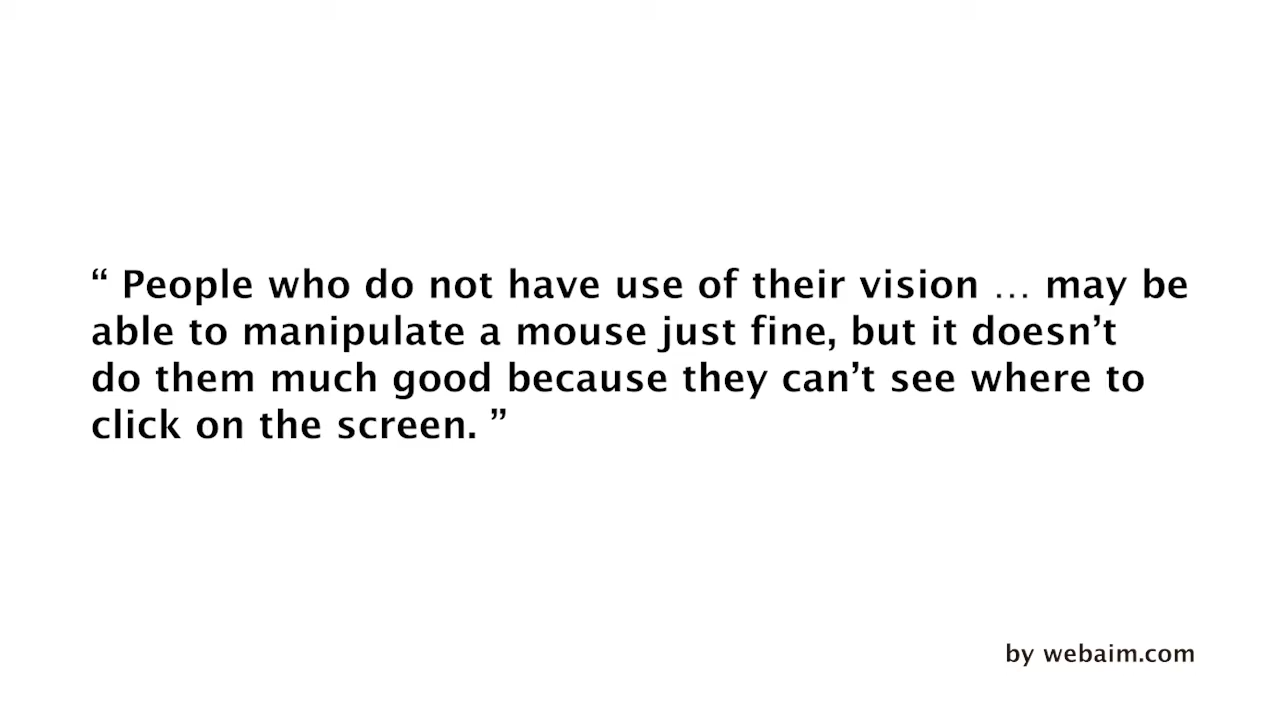 “ People who do not have use of their vision … may be
able to manipulate a mouse just fine, but it doesn’t
do them much good because they can’t see where to
click on the screen. ”
by webaim.com